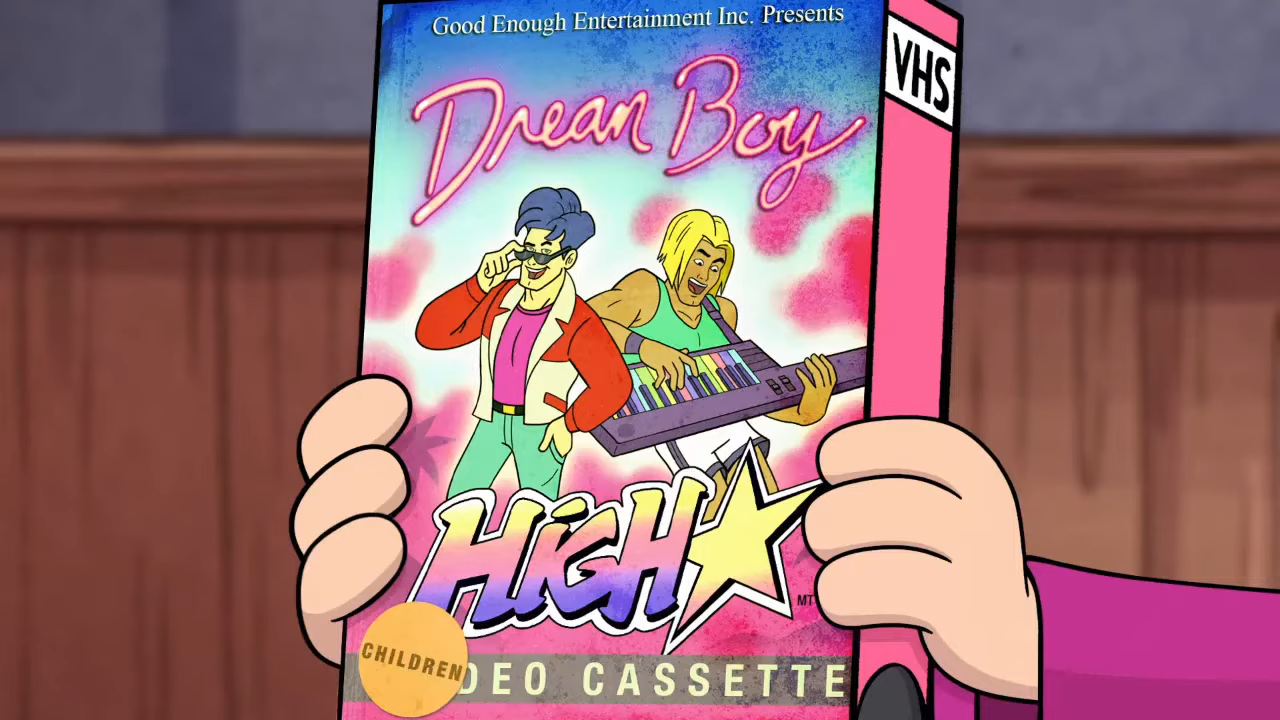 Good Enough Entertainment Inc. Presents
VHS
Drean Boy
HiGH
MT
CHILDREN
DEO CASSETTE